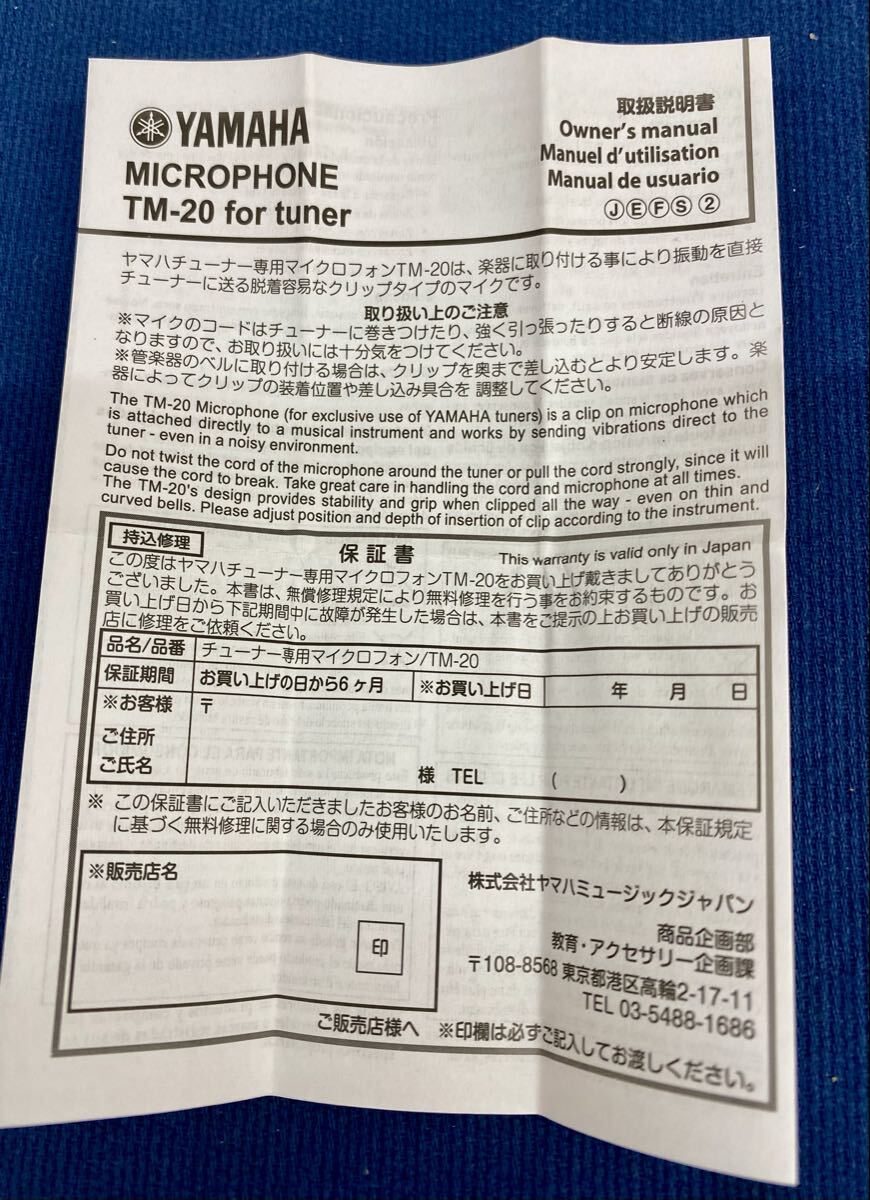 YAMAHA
MICROPHONE
TM-20 for tuner
取扱説明書
Owner's manual
Manuel d'utilisation
Manual de usuario
Ⓙ Ⓔ Ⓕ Ⓢ ②
ヤマハチューナー専用マイクロフォンTM-20は、楽器に取り付ける事により振動を直接
チューナーに送る脱着容易なクリップタイプのマイクです。
取り扱い上のご注意
※マイクのコードはチューナーに巻きつけたり、強く引っ張ったりすると断線の原因と
なりますので、お取り扱いには十分気をつけてください。
※管楽器のベルに取り付ける場合は、クリップを奥まで差し込むとより安定します。楽
器によってクリップの装着位置や差し込み具合を 調整してください。
The TM-20 Microphone (for exclusive use of YAMAHA tuners) is a clip on microphone which
is attached directly to a musical instrument and works by sending vibrations direct to the
tuner - even in a noisy environment.
Do not twist the cord of the microphone around the tuner or pull the cord strongly, since it will
cause the cord to break. Take great care in handling the cord and microphone at all times.
The TM-20's design provides stability and grip when clipped all the way - even on thin and
curved bells. Please adjust position and depth of insertion of clip according to the instrument.
持込修理
保証書
This warranty is valid only in Japan
この度はヤマハチューナー専用マイクロフォンTM-20をお買い上げ戴きましてありがとう
ございました。本書は、無償修理規定により無料修理を行う事をお約束するものです。お
買い上げ日から下記期間中に故障が発生した場合は、本書をご提示の上お買い上げの販売
店に修理をご依頼ください。
品名/品番 チューナー専用マイクロフォン/TM-20
保証期間 お買い上げの日から6ヶ月 ※お買い上げ日 年 月 日
※お客様 〒
ご住所
ご氏名 様 TEL ( )
※ この保証書にご記入いただきましたお客様のお名前、ご住所などの情報は、本保証規定
に基づく無料修理に関する場合のみ使用いたします。
※販売店名
印
株式会社ヤマハミュージックジャパン
商品企画部
教育・アクセサリー企画課
〒108-8568 東京都港区高輪2-17-11
TEL 03-5488-1686
ご販売店様へ ※印欄は必ずご記入してお渡しください。